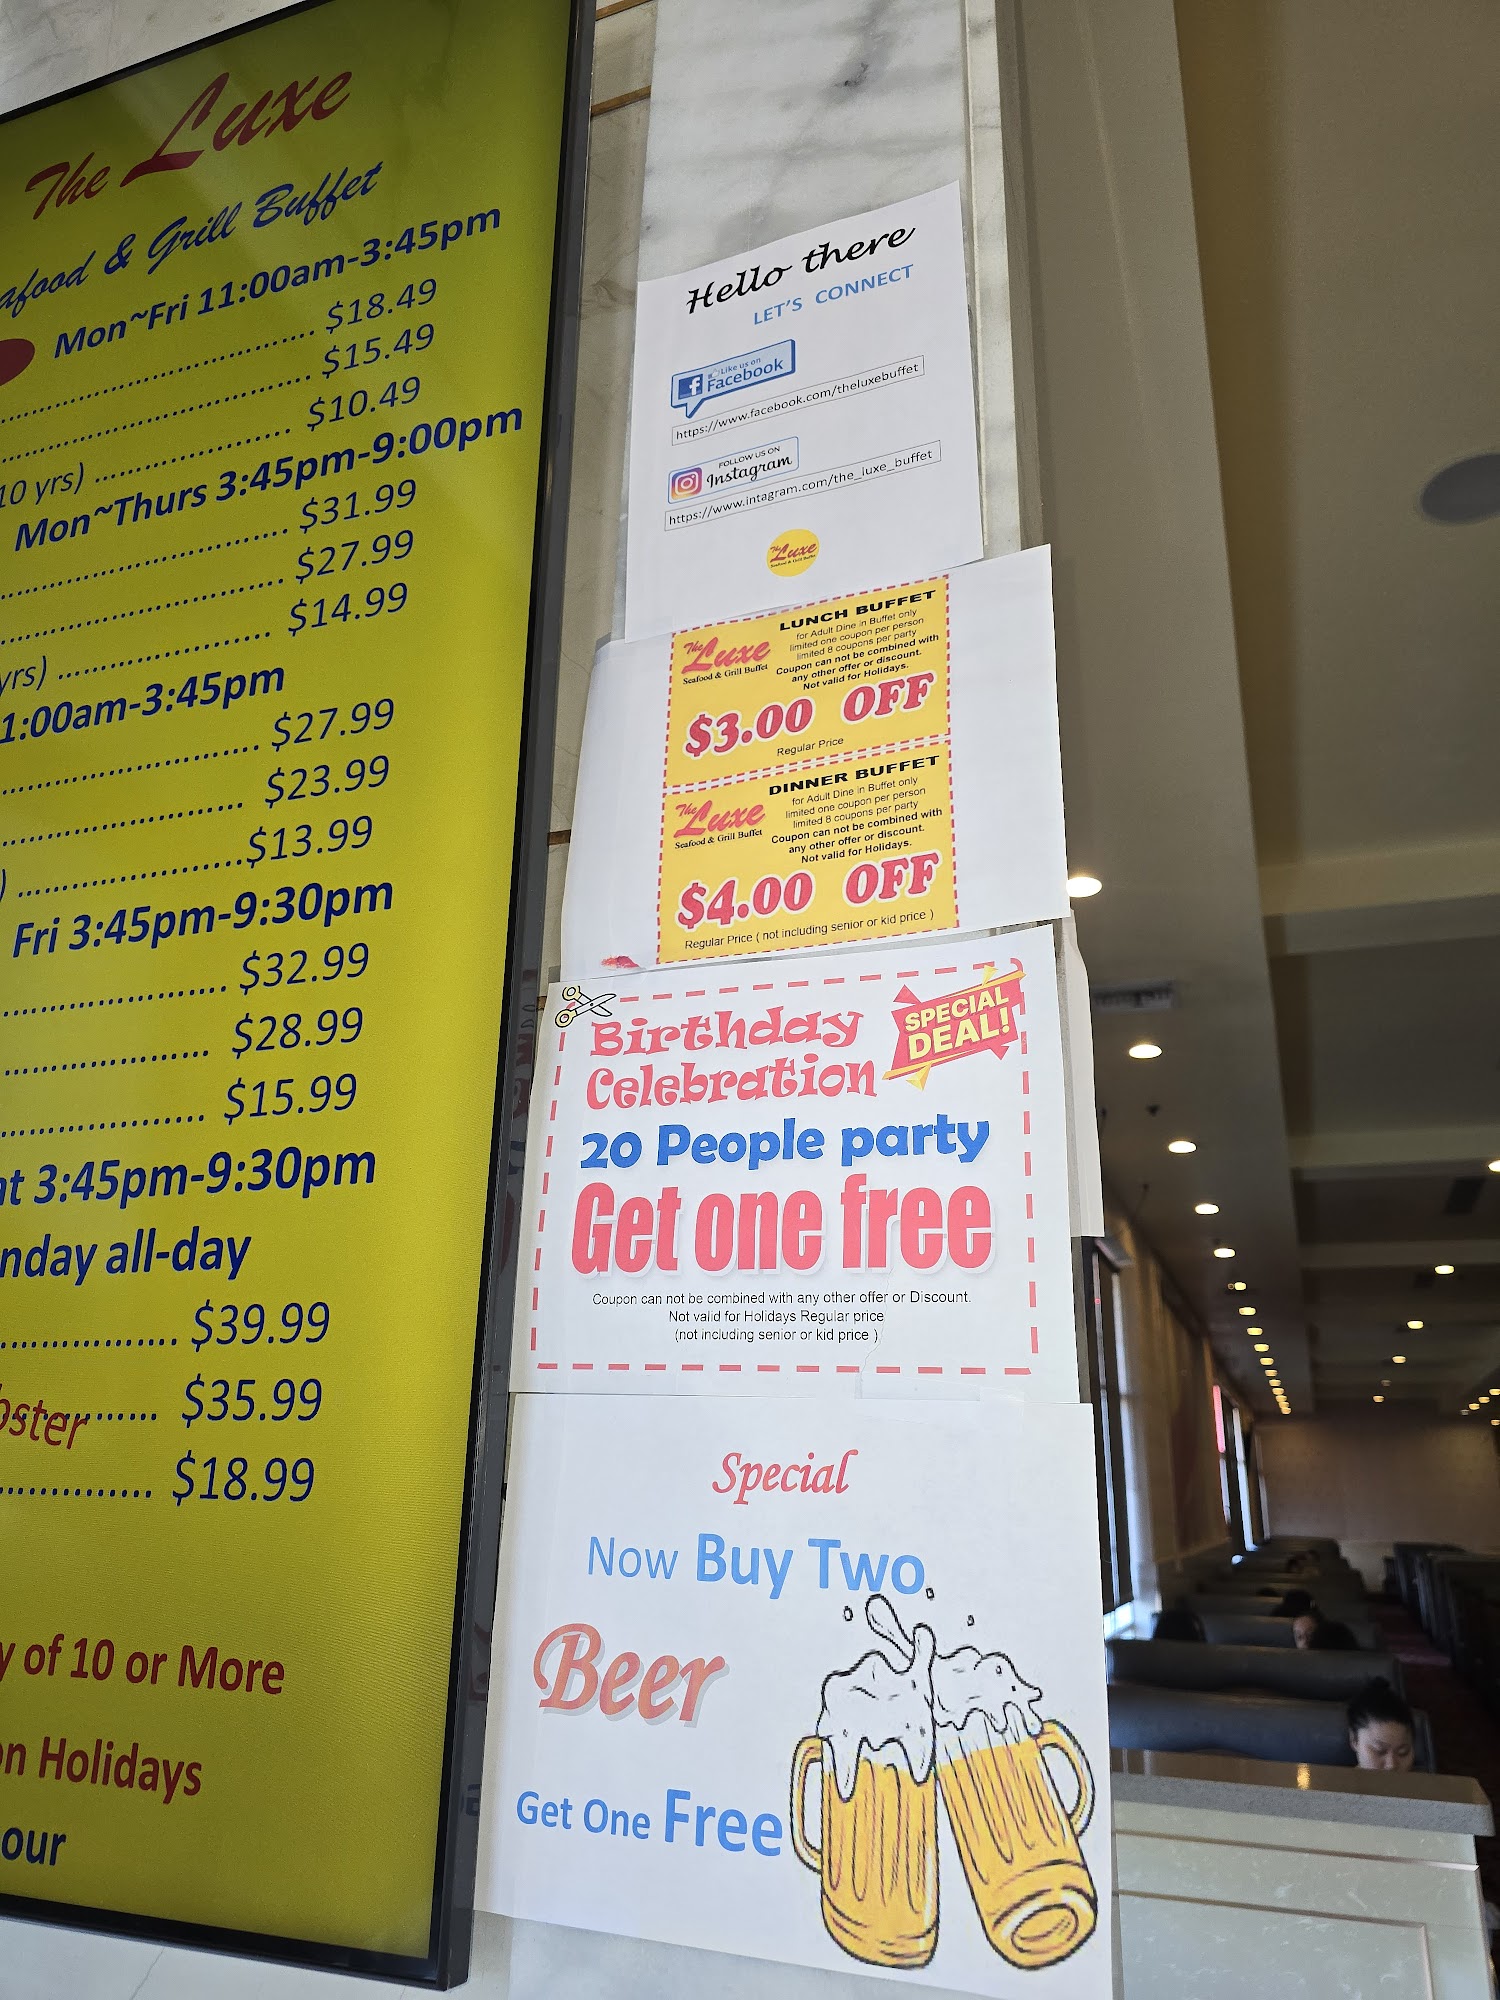 The Luxe
& Grill Buffet
Mon~Fri 11:00am-3:45pm
$18.49
$15.49
10 yrs) $10.49
Mon~Thurs 3:45pm-9:00pm
$31.99
$27.99
yrs) $14.99
1:00am-3:45pm
$27.99
$23.99
) $13.99
Fri 3:45pm-9:30pm
$32.99
$28.99
$15.99
3:45pm-9:30pm
all-day
$39.99
$35.99
$18.99
of 10 or More
Holidays
Hello there
LET'S CONNECT
Like us on
Facebook
https://www.facebook.com/theluxebuffet
FOLLOW US ON
Instagram
https://www.intagram.com/the_luxe_buffet
The Luxe
Seafood & Grill Buffet
The Luxe
Seafood & Grill Buffet
LUNCH BUFFET
for Adult Dine in Buffet only
limited one coupon per person
limited 8 coupons per party
Coupon can not be combined with
any other offer or discount.
Not valid for Holidays.
$3.00 OFF
Regular Price
The Luxe
Seafood & Grill Buffet
DINNER BUFFET
for Adult Dine in Buffet only
limited one coupon per person
limited 8 coupons per party
Coupon can not be combined with
any other offer or discount.
Not valid for Holidays.
$4.00 OFF
Regular Price ( not including senior or kid price )
Birthday
Celebration
SPECIAL
DEAL!
20 People party
Get one free
Coupon can not be combined with any other offer or Discount.
Not valid for Holidays Regular price
(not including senior or kid price )
Special
Now Buy Two
Beer
Get One Free